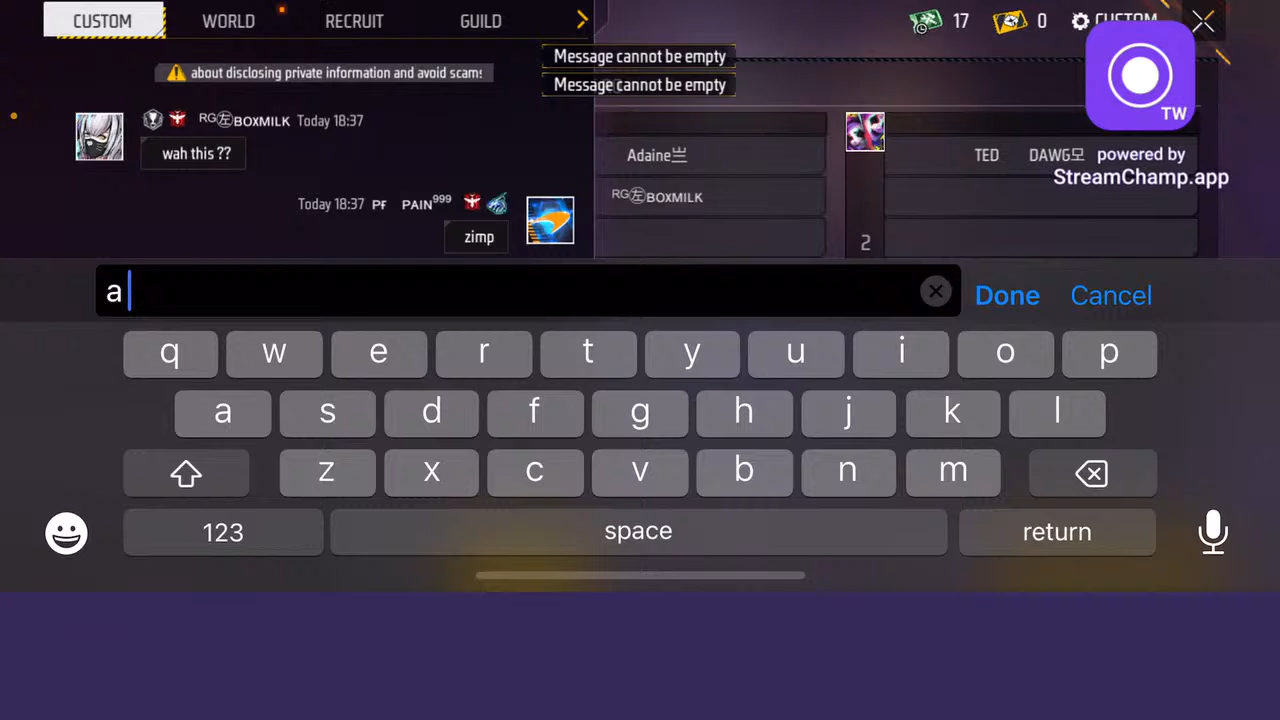 CUSTOM WORLD RECRUIT GUILD 17 0 CUSTOM
Message cannot be empty
about disclosing private information and avoid scams
Message cannot be empty
TW
RG㊧BOXMILK Today 18:37
wah this ??
Adaine亗 TED DAWG모
powered by
StreamChamp.app
RG㊧BOXMILK
Today 18:37 PF PAIN999
zimp
2
a
Done Cancel
q w e r t y u i o p
a s d f g h j k l
z x c v b n m
123 space return